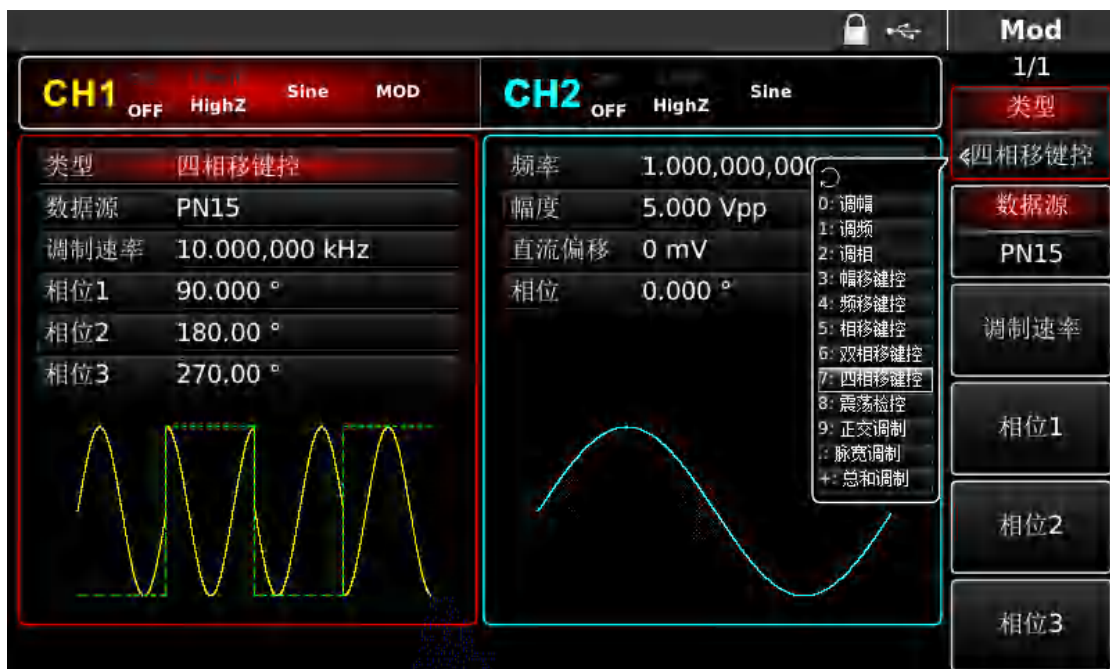 Mod
1/1
CH1 OFF HighZ Sine MOD
CH2 OFF HighZ Sine
类型 四相移键控
数据源 PN15
调制速率 10.000,000 kHz
相位1 90.000 °
相位2 180.00 °
相位3 270.00 °
频率 1.000,000,000
幅度 5.000 Vpp
直流偏移 0 mV
相位 0.000 °
0: 调幅
1: 调频
2: 调相
3: 幅移键控
4: 频移键控
5: 相移键控
6: 双相移键控
7: 四相移键控
8: 震荡检控
9: 正交调制
.: 脉宽调制
+: 总和调制
类型
四相移键控
数据源
PN15
调制速率
相位1
相位2
相位3